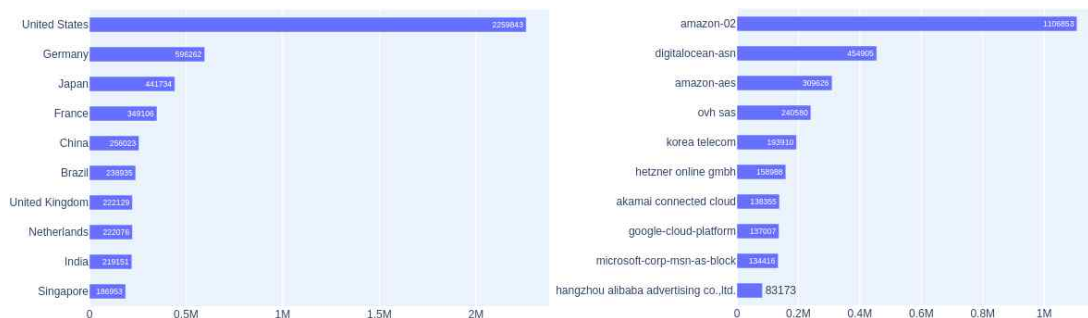 United States 2259843
Germany 596262
Japan 441734
France 349106
China 256023
Brazil 238935
United Kingdom 222129
Netherlands 222076
India 219151
Singapore 186953
0 0.5M 1M 1.5M 2M
amazon-02 1106853
digitalocean-asn 454905
amazon-aes 309626
ovh sas 240580
korea telecom 193910
hetzner online gmbh 158988
akamai connected cloud 138355
google-cloud-platform 137007
microsoft-corp-msn-as-block 134416
hangzhou alibaba advertising co.,ltd. 83173
0 0.2M 0.4M 0.6M 0.8M 1M